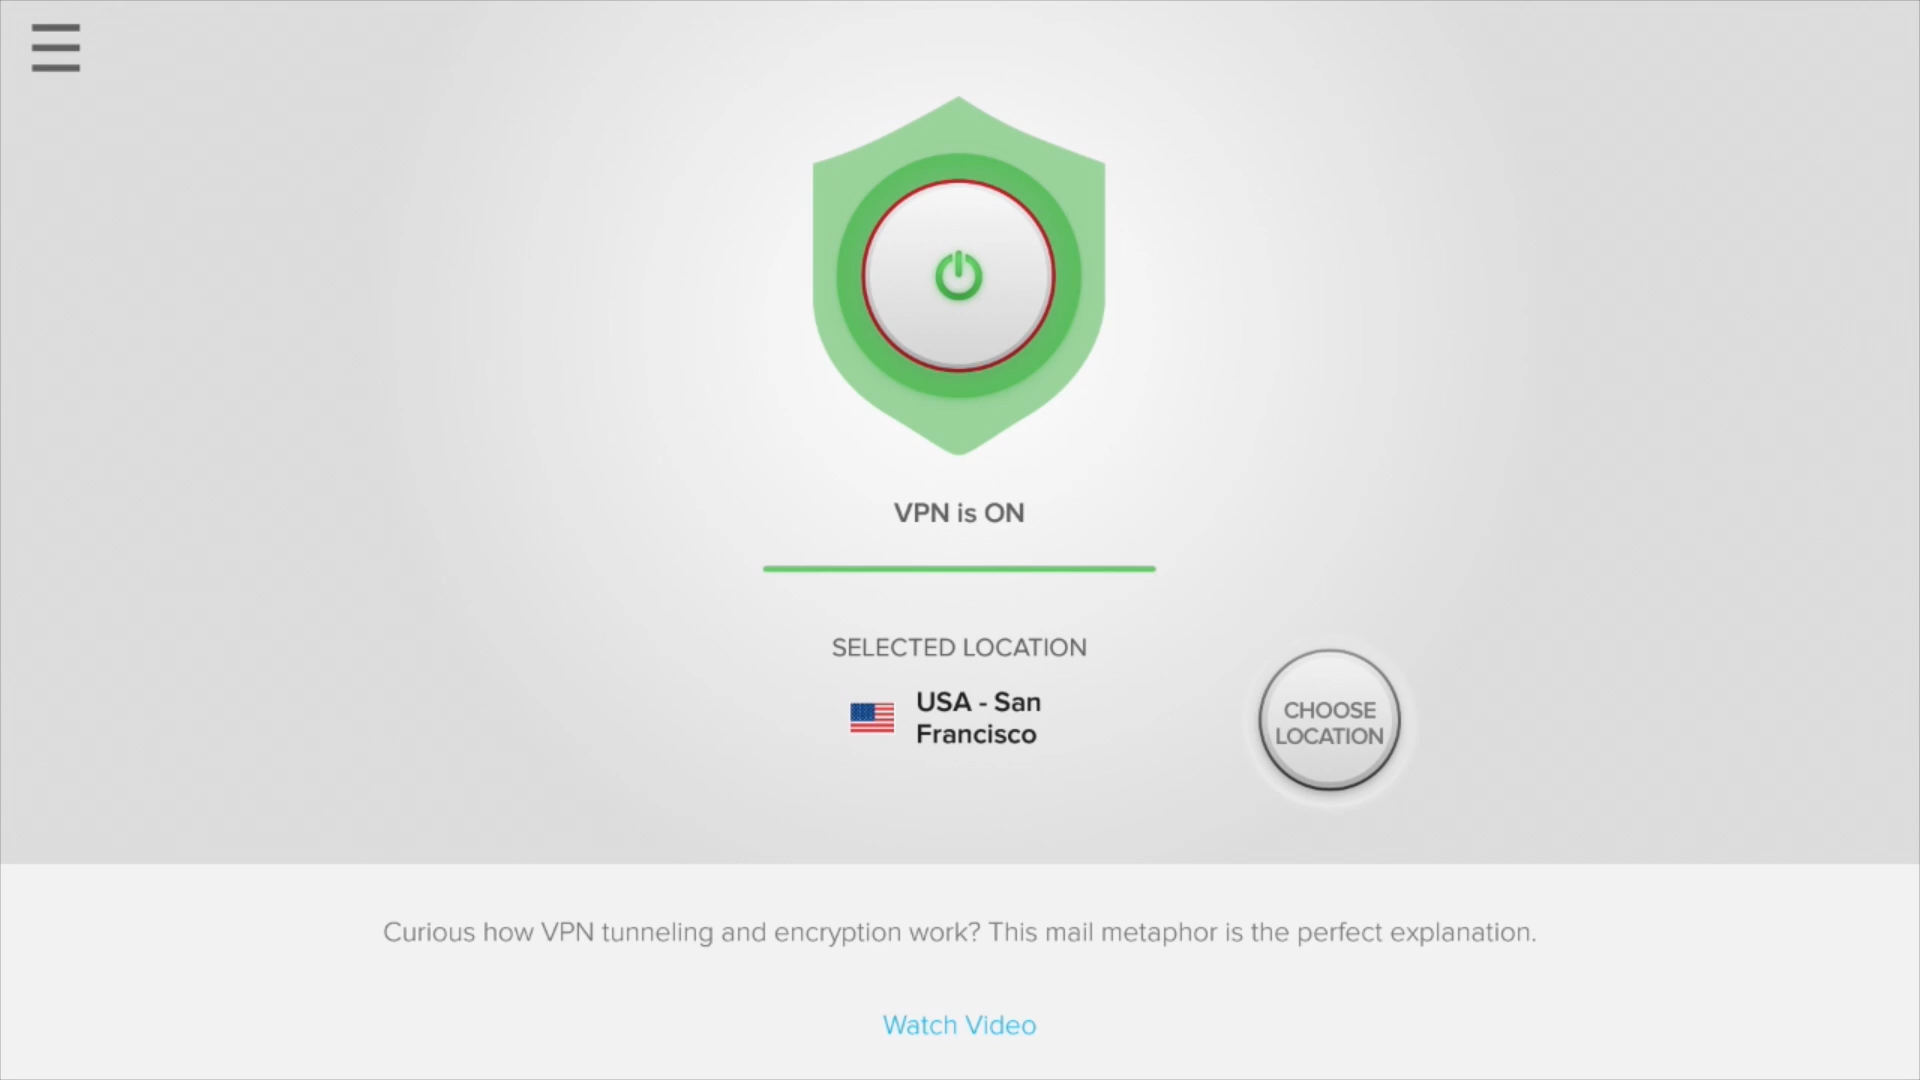 VPN is ON
SELECTED LOCATION
USA - San
Francisco
CHOOSE
LOCATION
Curious how VPN tunneling and encryption work? This mail metaphor is the perfect explanation.
Watch Video